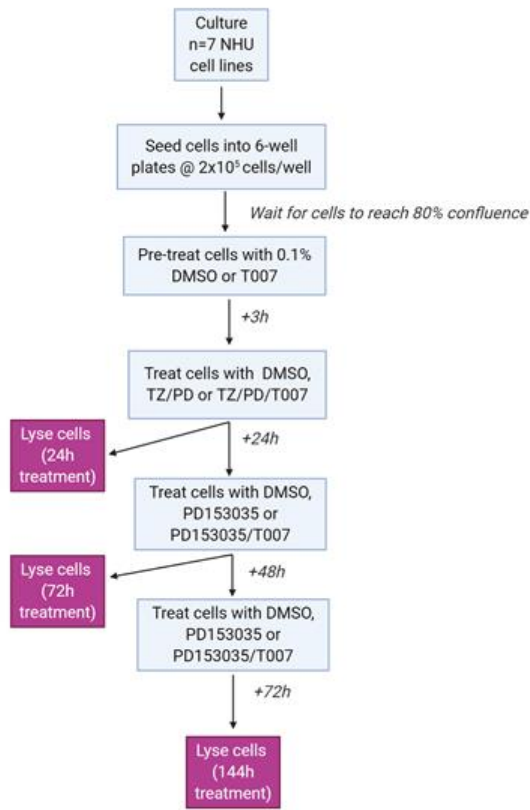 Culture
n=7 NHU
cell lines
Seed cells into 6-well
plates @ 2x10⁵ cells/well
Wait for cells to reach 80% confluence
Pre-treat cells with 0.1%
DMSO or T007
+3h
Treat cells with DMSO,
TZ/PD or TZ/PD/T007
Lyse cells
(24h
treatment)
+24h
Treat cells with DMSO,
PD153035 or
PD153035/T007
Lyse cells
(72h
treatment)
+48h
Treat cells with DMSO,
PD153035 or
PD153035/T007
+72h
Lyse cells
(144h
treatment)